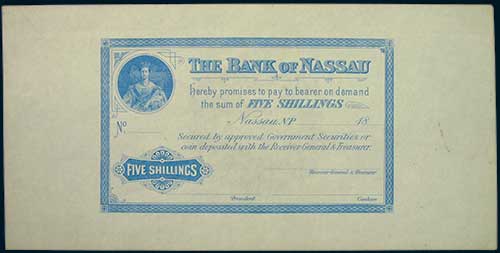 THE BANK OF NASSAU
hereby promises to pay to bearer on demand
the sum of FIVE SHILLINGS
Nassau, N.P. 18
No
Secured by approved Government Securities or
coin deposited with the Receiver General & Treasurer.
FIVE SHILLINGS
Receiver General & Treasurer
President Cashier